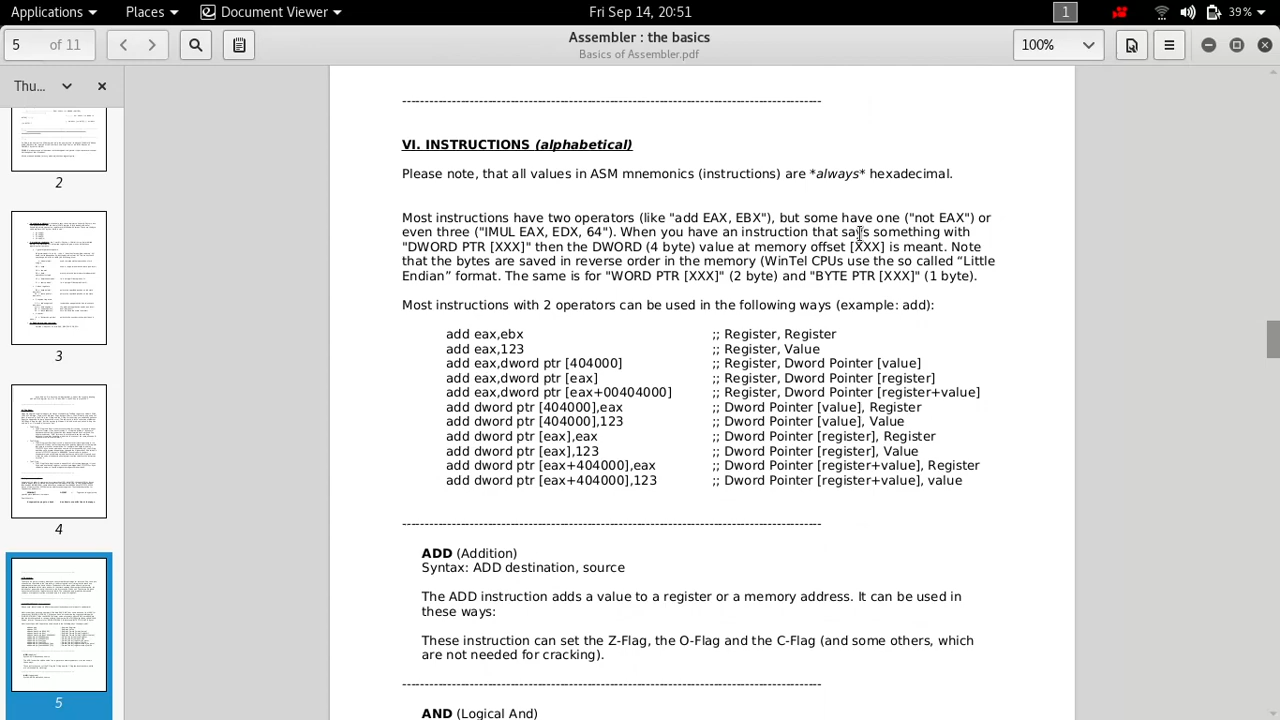 Applications Places Document Viewer Fri Sep 14, 20:51 1 39%
5 of 11 Assembler : the basics 100%
Basics of Assembler.pdf
Thu...
2
3
4
5
--------------------------------------------------------------------------------------------
VI. INSTRUCTIONS (alphabetical)
Please note, that all values in ASM mnemonics (instructions) are *always* hexadecimal.
Most instructions have two operators (like "add EAX, EBX"), but some have one ("not EAX") or
even three ("IMUL EAX, EDX, 64"). When you have an instruction that says something with
"DWORD PTR [XXX]" then the DWORD (4 byte) value at memory offset [XXX] is meant. Note
that the bytes are saved in reverse order in the memory (WinTel CPUs use the so called “Little
Endian” format. The same is for "WORD PTR [XXX]" (2 byte) and "BYTE PTR [XXX]" (1 byte).
Most instructions with 2 operators can be used in the following ways (example: add):
add eax,ebx ;; Register, Register
add eax,123 ;; Register, Value
add eax,dword ptr [404000] ;; Register, Dword Pointer [value]
add eax,dword ptr [eax] ;; Register, Dword Pointer [register]
add eax,dword ptr [eax+00404000] ;; Register, Dword Pointer [register+value]
add dword ptr [404000],eax ;; Dword Pointer [value], Register
add dword ptr [404000],123 ;; Dword Pointer [value], Value
add dword ptr [eax],eax ;; Dword Pointer [register], Register
add dword ptr [eax],123 ;; Dword Pointer [register], Value
add dword ptr [eax+404000],eax ;; Dword Pointer [register+value], Register
add dword ptr [eax+404000],123 ;; Dword Pointer [register+value], value
--------------------------------------------------------------------------------------------
ADD (Addition)
Syntax: ADD destination, source
The ADD instruction adds a value to a register or a memory address. It can be used in
these ways:
These instruction can set the Z-Flag, the O-Flag and the C-Flag (and some others, which
are not needed for cracking).
--------------------------------------------------------------------------------------------
AND (Logical And)